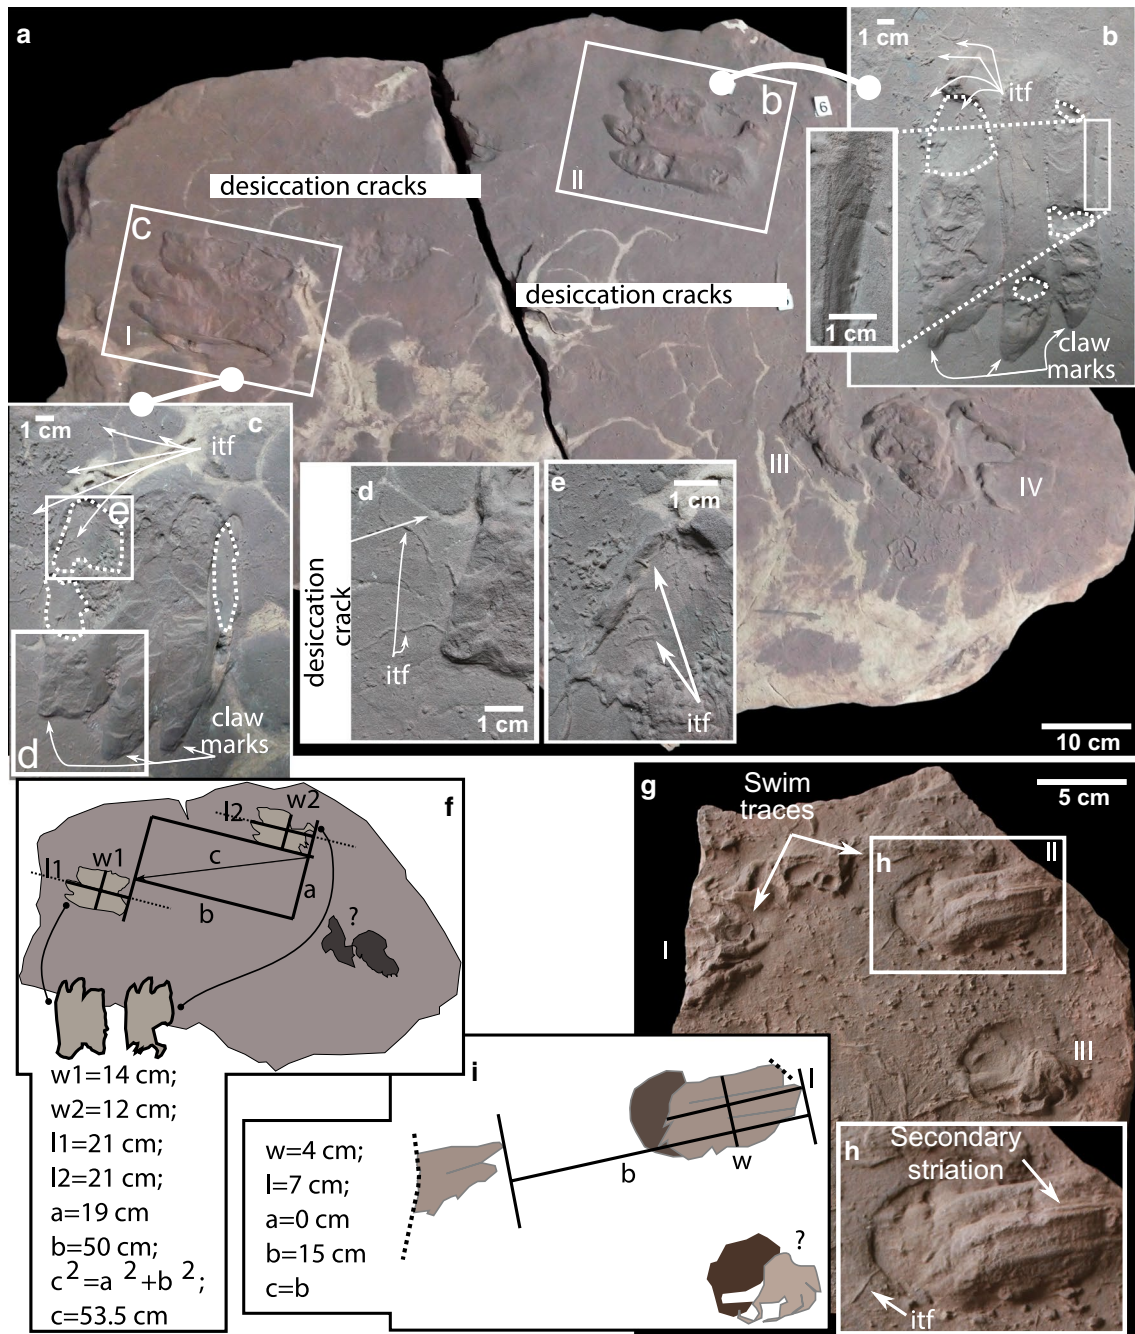 a
b
6
II
desiccation cracks
c
I
desiccation cracks
III
IV
10 cm
1 cm
b
itf
1 cm
claw
marks
1 cm
c
itf
e
claw
marks
d
d
desiccation
crack
itf
1 cm
e
1 cm
itf
f
l2
w2
l1
w1
c
a
b
?
w1=14 cm;
w2=12 cm;
l1=21 cm;
l2=21 cm;
a=19 cm
b=50 cm;
c²=a²+b²;
c=53.5 cm
g
Swim
traces
5 cm
h
II
I
III
h
Secondary
striation
itf
i
l
w
b
?
w=4 cm;
l=7 cm;
a=0 cm
b=15 cm
c=b